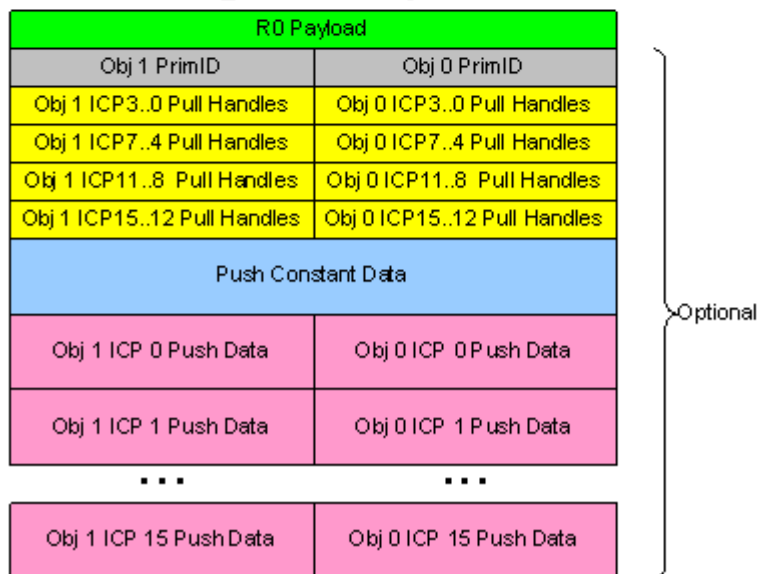 R0 Payload
Obj 1 PrimID Obj 0 PrimID
Obj 1 ICP3..0 Pull Handles Obj 0 ICP3..0 Pull Handles
Obj 1 ICP7..4 Pull Handles Obj 0 ICP7..4 Pull Handles
Obj 1 ICP11..8 Pull Handles Obj 0 ICP11..8 Pull Handles
Obj 1 ICP15..12 Pull Handles Obj 0 ICP15..12 Pull Handles
Push Constant Data
Optional
Obj 1 ICP 0 Push Data Obj 0 ICP 0 Push Data
Obj 1 ICP 1 Push Data Obj 0 ICP 1 Push Data
... ...
Obj 1 ICP 15 Push Data Obj 0 ICP 15 Push Data